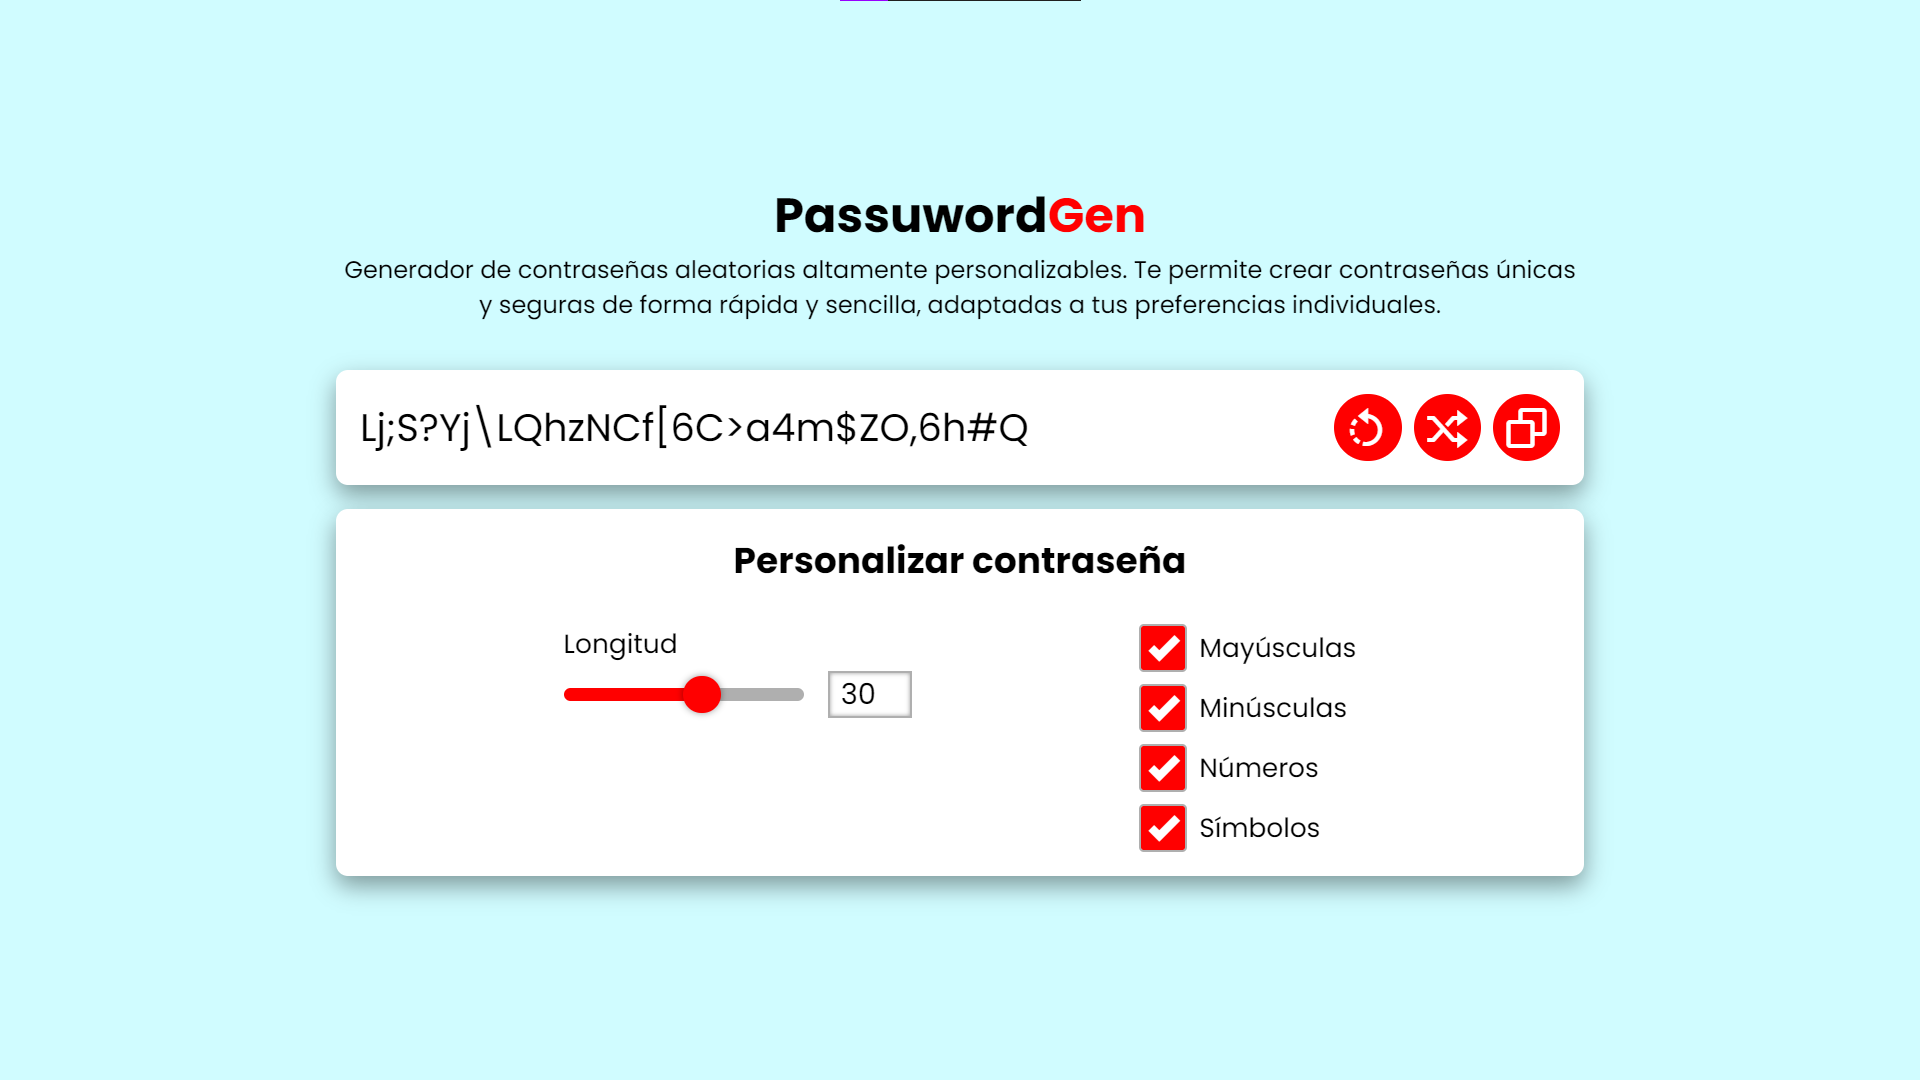 PassuwordGen
Generador de contraseñas aleatorias altamente personalizables. Te permite crear contraseñas únicas
y seguras de forma rápida y sencilla, adaptadas a tus preferencias individuales.
Lj;S?Yj\LQhzNCf[6C>a4m$ZO,6h#Q
Personalizar contraseña
Longitud
30
Mayúsculas
Minúsculas
Números
Símbolos